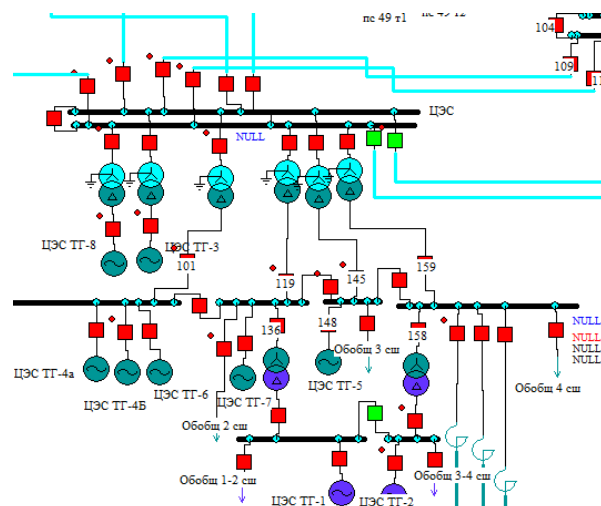 пс 49 т1
пс 49 т2
104
109
ЦЭС
NULL
ЦЭС ТГ-8
ЦЭС ТГ-3
101
119
145
159
136
148
158
NULL
NULL
NULL
NULL
Обобщ 3 сш
ЦЭС ТГ-4а
ЦЭС ТГ-4Б
ЦЭС ТГ-6
ЦЭС ТГ-7
ЦЭС ТГ-5
Обобщ 4 сш
Обобщ 2 сш
Обобщ 1-2 сш
Обобщ 3-4 сш
ЦЭС ТГ-1
ЦЭС ТГ-2